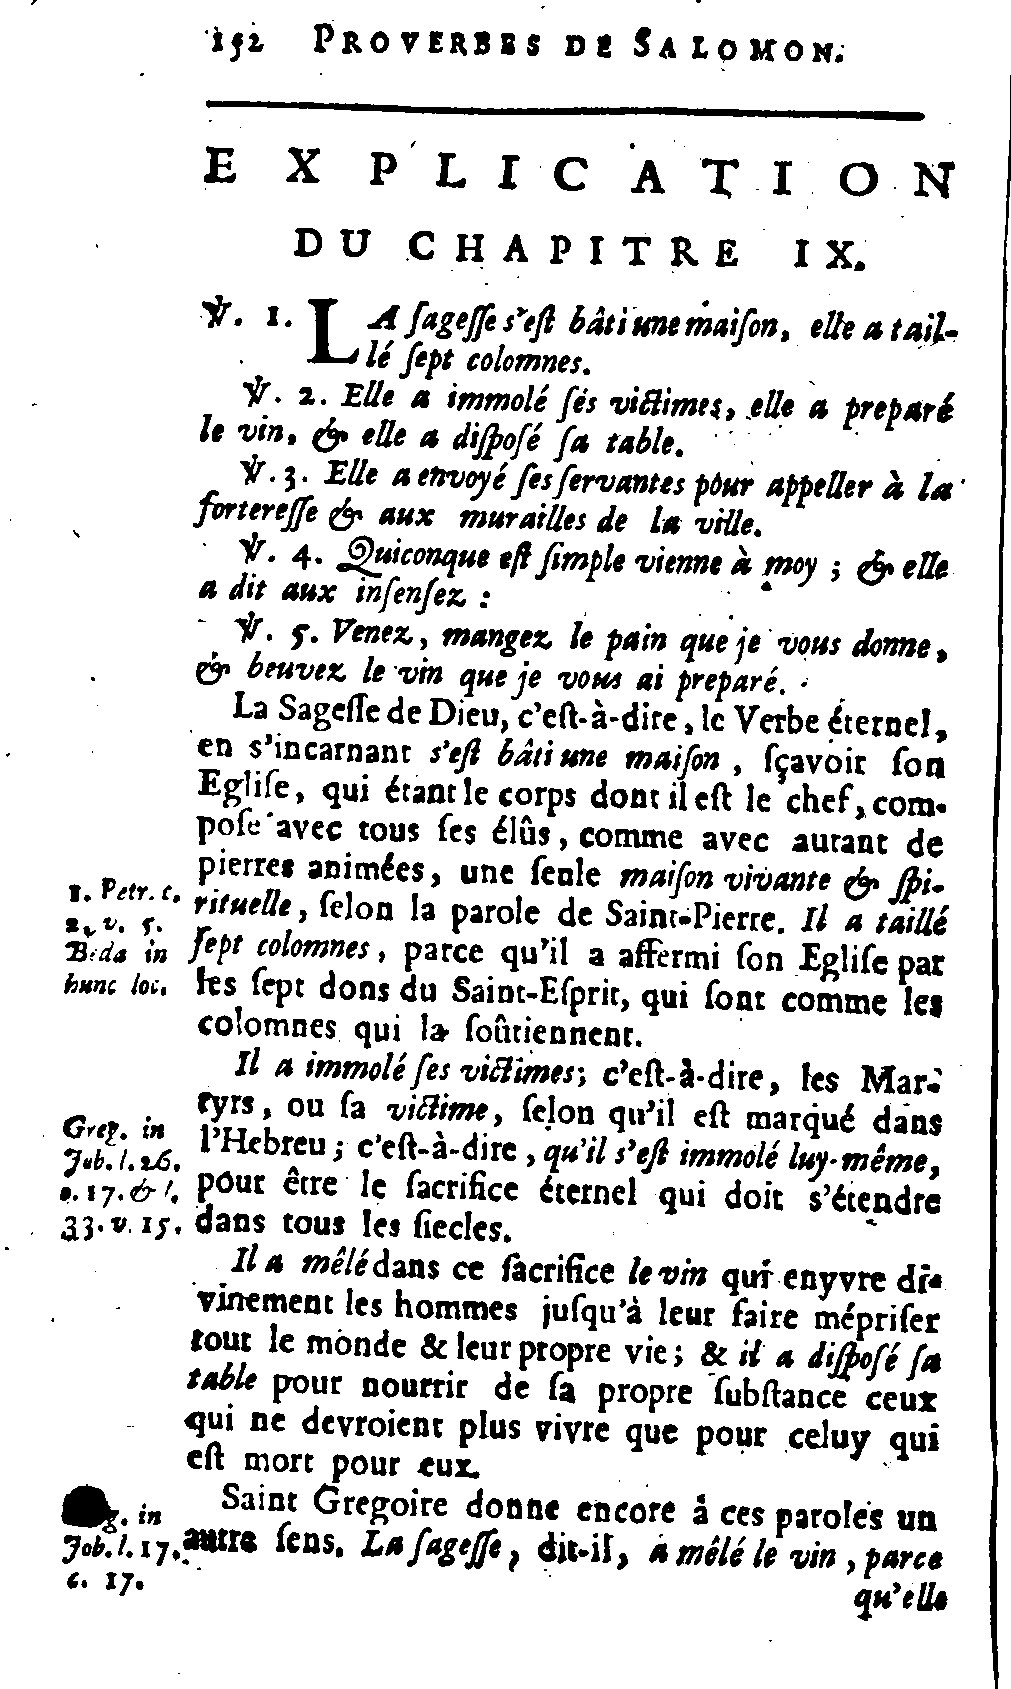 152 PROVERBES DE SALOMON.
EXPLICATION
DU CHAPITRE IX.
℣. 1. LA ſageſſe s'eſt bâti une maiſon, elle a tail-
lé ſept colomnes.
℣. 2. Elle a immolé ſes victimes, elle a preparé
le vin, & elle a diſpoſé ſa table.
℣. 3. Elle a envoyé ſes ſervantes pour appeller à la
fortereſſe & aux murailles de la ville.
℣. 4. Quiconque eſt ſimple vienne à moy ; & elle
a dit aux inſenſez :
℣. 5. Venez, mangez le pain que je vous donne,
& beuvez le vin que je vous ai preparé.
La Sageſſe de Dieu, c'eſt-à-dire, le Verbe éternel,
en s'incarnant s'eſt bâti une maiſon, ſçavoir ſon
Egliſe, qui étant le corps dont il eſt le chef, com-
poſe avec tous ſes élûs, comme avec autant de
pierres animées, une ſeule maiſon vivante & ſpi-
rituelle, ſelon la parole de Saint-Pierre. Il a taillé
ſept colomnes, parce qu'il a affermi ſon Egliſe par
les ſept dons du Saint-Eſprit, qui ſont comme les
colomnes qui la ſoûtiennent.
1. Petr. c.
2. v. 5.
Beda in
hunc loc.
Il a immolé ſes victimes; c'eſt-à-dire, les Mar-
tyrs, ou ſa victime, ſelon qu'il eſt marqué dans
l'Hebreu; c'eſt-à-dire, qu'il s'eſt immolé luy-même,
pour être le ſacrifice éternel qui doit s'étendre
dans tous les ſiecles.
Greg. in
Job. l. 26.
c. 17. & l.
33. v. 15.
Il a mêlé dans ce ſacrifice le vin qui enyvre di-
vinement les hommes juſqu'à leur faire mépriſer
tout le monde & leur propre vie; & il a diſpoſé ſa
table pour nourrir de ſa propre ſubſtance ceux
qui ne devroient plus vivre que pour celuy qui
eſt mort pour eux.
Saint Gregoire donne encore à ces paroles un
autre ſens. La ſageſſe, dit-il, a mêlé le vin, parce
g. in
Job. l. 17.
c. 17.
qu'elle